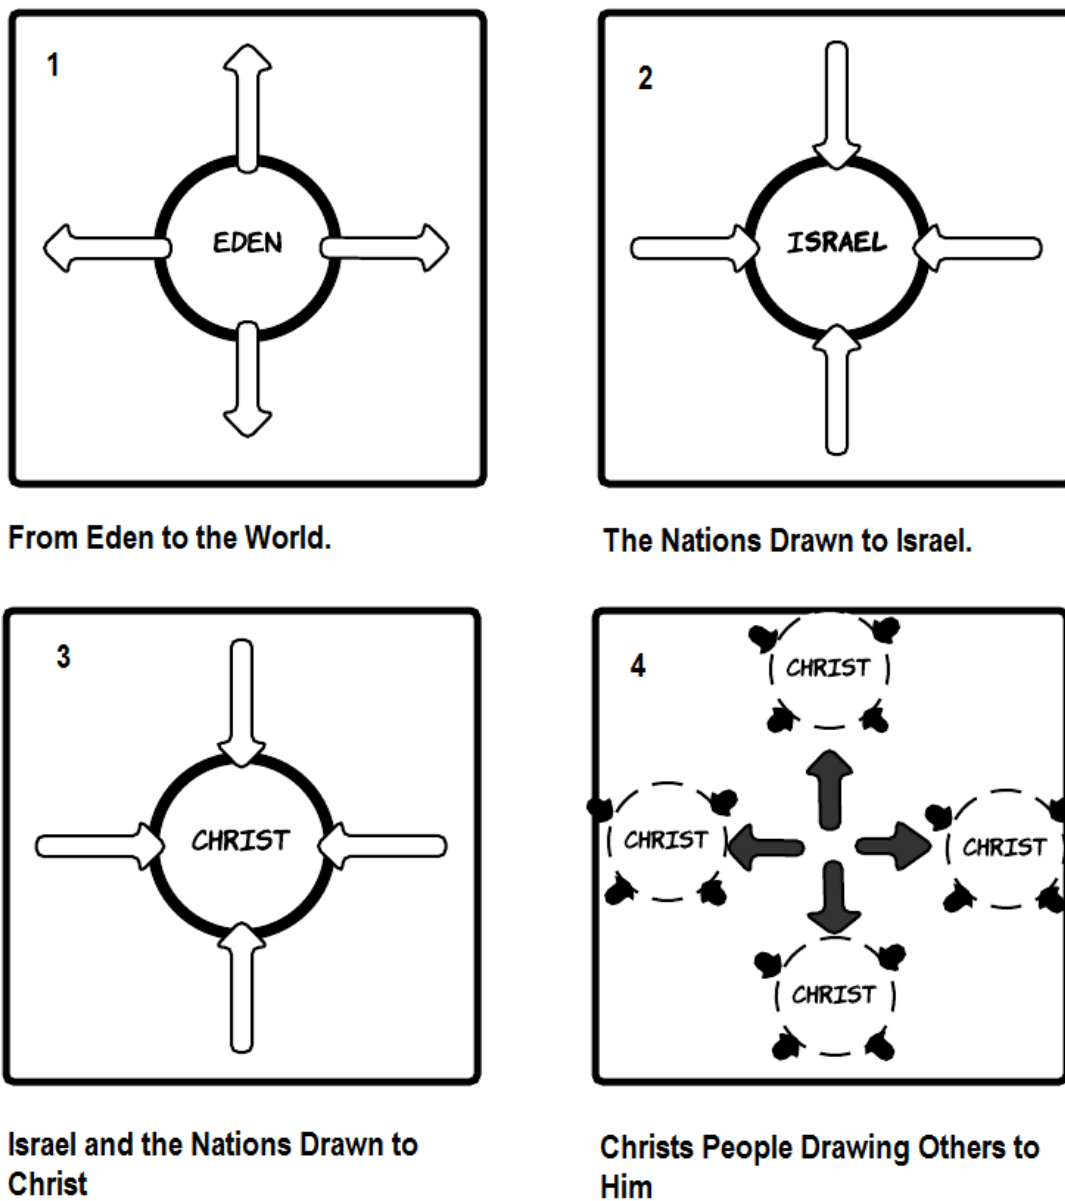 1
EDEN
From Eden to the World.
2
ISRAEL
The Nations Drawn to Israel.
3
CHRIST
Israel and the Nations Drawn to
Christ
4
CHRIST
CHRIST
CHRIST
CHRIST
Christs People Drawing Others to
Him